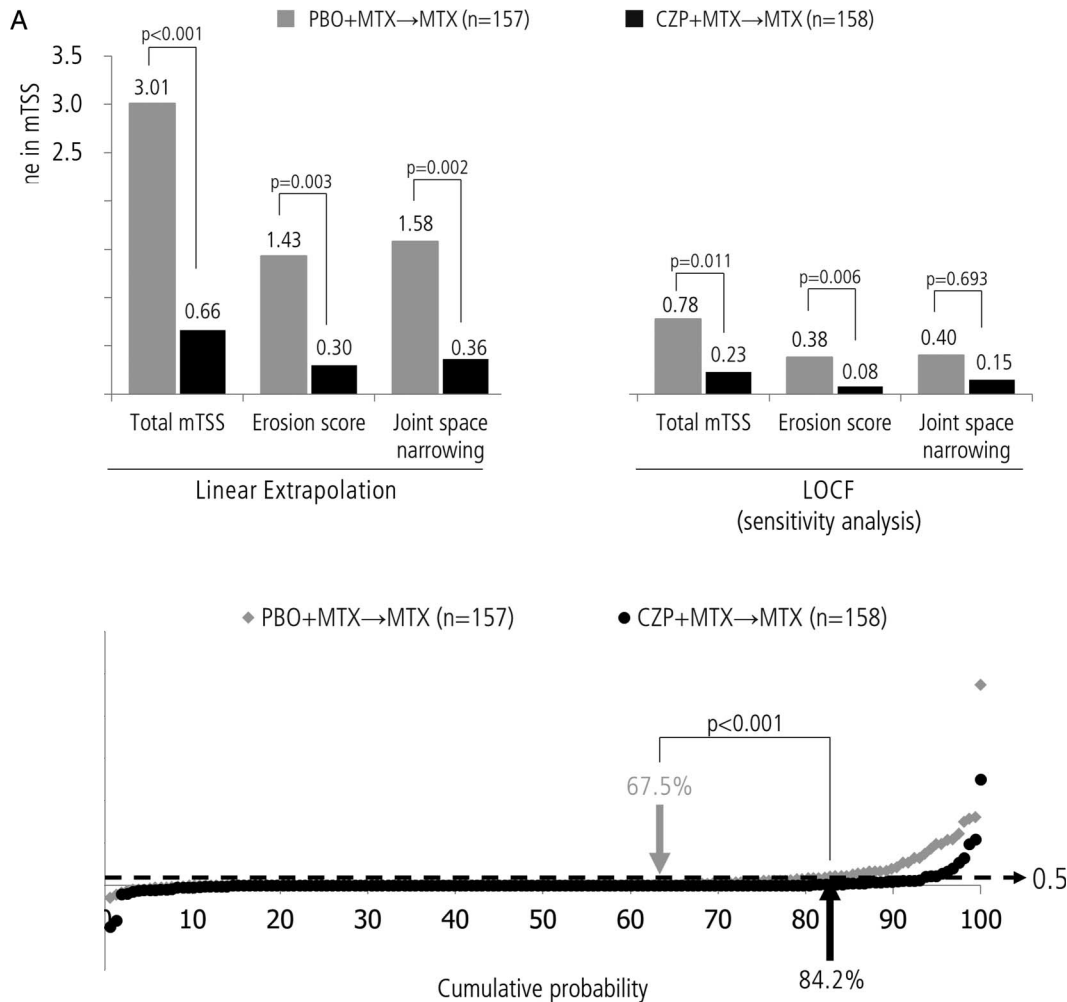 A
PBO+MTX→MTX (n=157)
CZP+MTX→MTX (n=158)
ne in mTSS
3.5
3.0
2.5
p<0.001
3.01
0.66
p=0.003
1.43
0.30
p=0.002
1.58
0.36
p=0.011
0.78
0.23
p=0.006
0.38
0.08
p=0.693
0.40
0.15
Total mTSS
Erosion score
Joint space
narrowing
Total mTSS
Erosion score
Joint space
narrowing
Linear Extrapolation
LOCF
(sensitivity analysis)
PBO+MTX→MTX (n=157)
CZP+MTX→MTX (n=158)
p<0.001
67.5%
0.5
0 10 20 30 40 50 60 70 80 90 100
84.2%
Cumulative probability